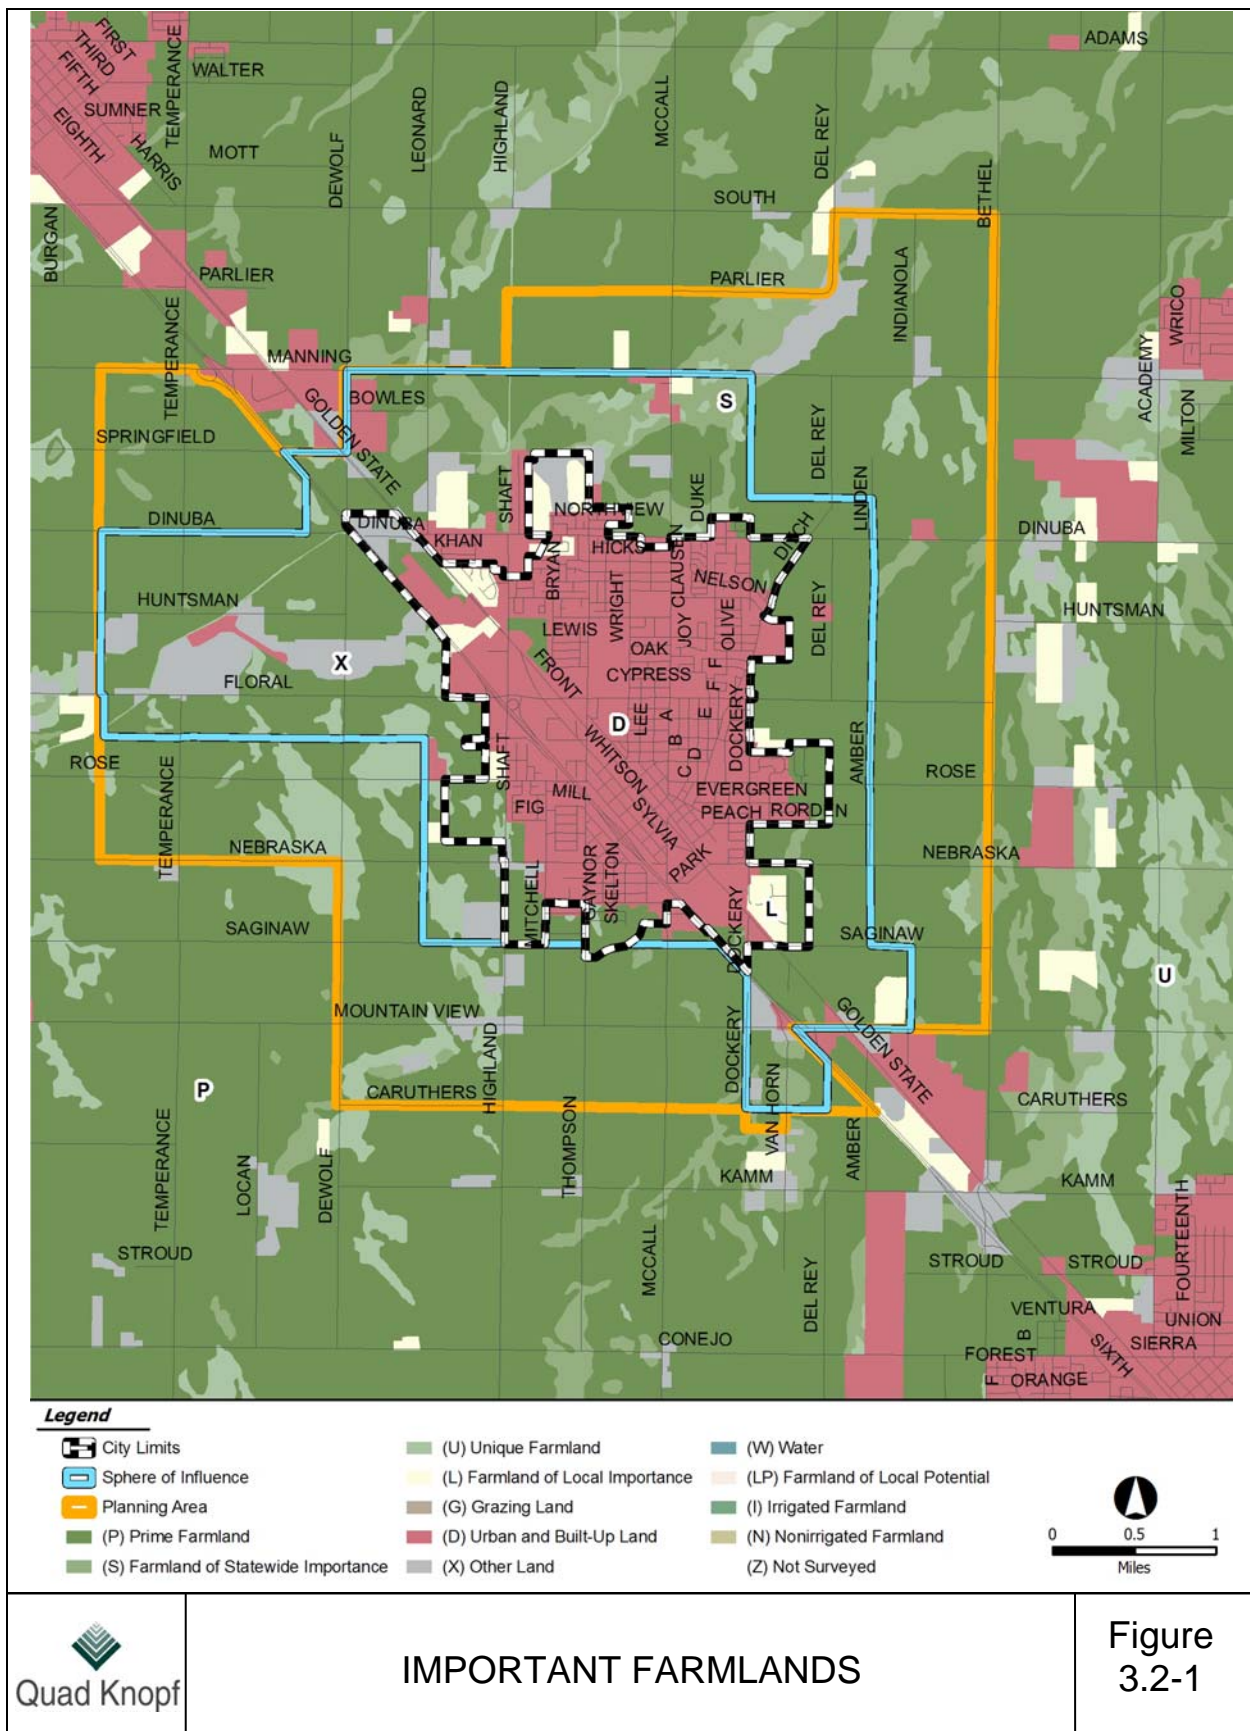 FIRST
THIRD
FIFTH
SUMNER
EIGHTH
HARRIS
TEMPERANCE
WALTER
MOTT
DEWOLF
LEONARD
HIGHLAND
MCCALL
DEL REY
ADAMS
SOUTH
BETHEL
BURGAN
PARLIER
PARLIER
INDIANOLA
WRICO
ACADEMY
MILTON
TEMPERANCE
MANNING
BOWLES
GOLDEN STATE
SPRINGFIELD
S
DEL REY
LINDEN
DINUBA
DINUBA
KHAN
SHAFT
NORTHVIEW
HICKS
DUKE
DITCH
DINUBA
BRYAN
WRIGHT
JOY
CLAUSEN
NELSON
OLIVE
DEL REY
HUNTSMAN
HUNTSMAN
LEWIS
OAK
CYPRESS
FRONT
X
FLORAL
D
LEE
A
B
C
D
E
F
F
DOCKERY
WHITSON
SYLVIA
AMBER
ROSE
ROSE
TEMPERANCE
SHAFT
FIG
MILL
EVERGREEN
PEACH
RORDEN
PARK
NEBRASKA
NEBRASKA
MITCHELL
GAYNOR
SKELTON
L
DOCKERY
SAGINAW
SAGINAW
U
MOUNTAIN VIEW
HIGHLAND
DOCKERY
GOLDEN STATE
P
CARUTHERS
VAN HORN
CARUTHERS
TEMPERANCE
LOCAN
DEWOLF
THOMPSON
KAMM
AMBER
KAMM
FOURTEENTH
STROUD
MCCALL
DEL REY
STROUD
STROUD
VENTURA
UNION
B
SIERRA
SIXTH
CONEJO
FOREST
F
ORANGE
Legend
City Limits
Sphere of Influence
Planning Area
(P) Prime Farmland
(S) Farmland of Statewide Importance
(U) Unique Farmland
(L) Farmland of Local Importance
(G) Grazing Land
(D) Urban and Built-Up Land
(X) Other Land
(W) Water
(LP) Farmland of Local Potential
(I) Irrigated Farmland
(N) Nonirrigated Farmland
(Z) Not Surveyed
0 0.5 1
Miles
Quad Knopf
IMPORTANT FARMLANDS
Figure
3.2-1